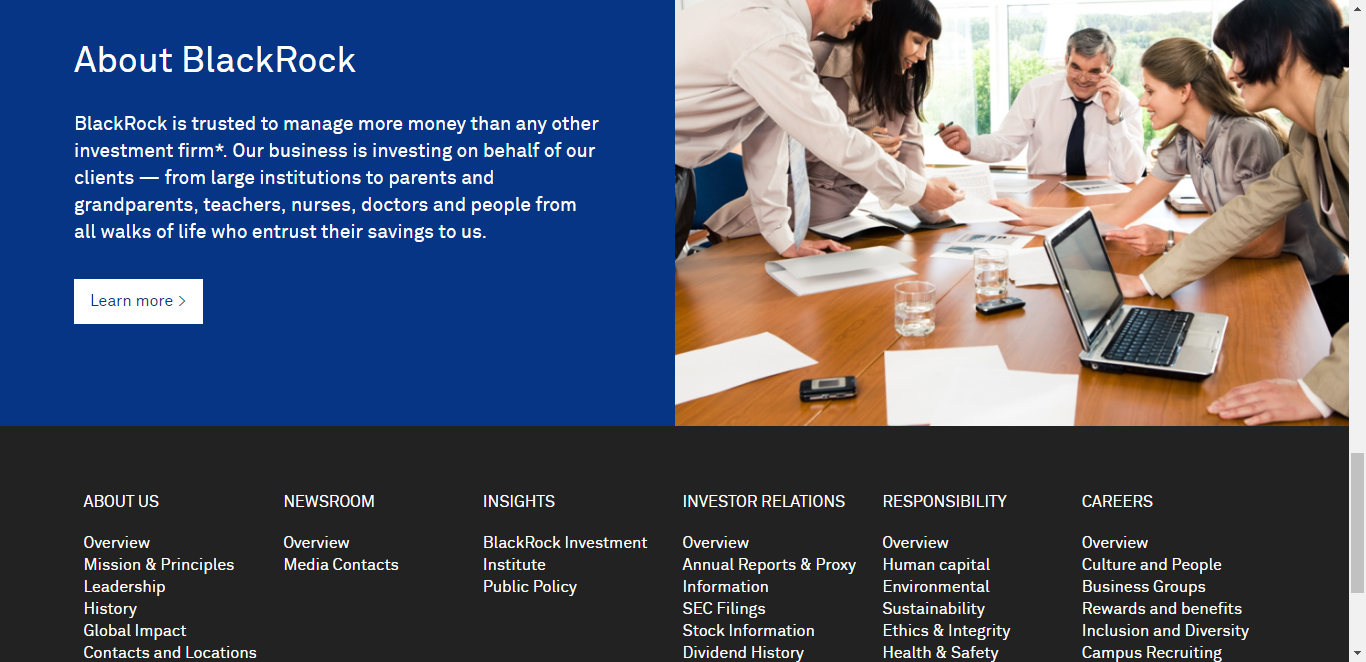 About BlackRock
BlackRock is trusted to manage more money than any other
investment firm*. Our business is investing on behalf of our
clients — from large institutions to parents and
grandparents, teachers, nurses, doctors and people from
all walks of life who entrust their savings to us.
Learn more >
ABOUT US
Overview
Mission & Principles
Leadership
History
Global Impact
Contacts and Locations
NEWSROOM
Overview
Media Contacts
INSIGHTS
BlackRock Investment
Institute
Public Policy
INVESTOR RELATIONS
Overview
Annual Reports & Proxy
Information
SEC Filings
Stock Information
Dividend History
RESPONSIBILITY
Overview
Human capital
Environmental
Sustainability
Ethics & Integrity
Health & Safety
CAREERS
Overview
Culture and People
Business Groups
Rewards and benefits
Inclusion and Diversity
Campus Recruiting